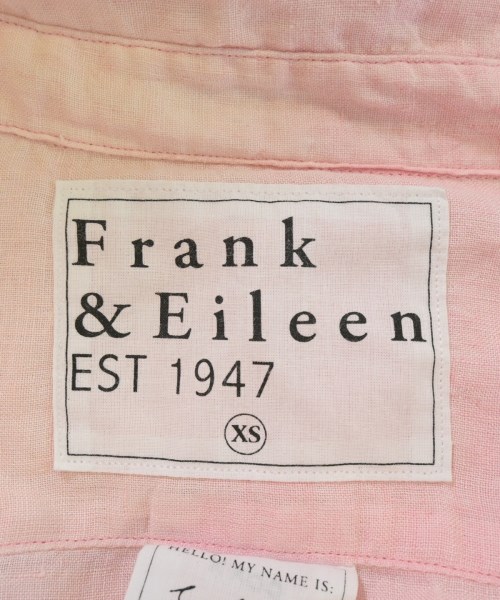 Frank
& Eileen
EST 1947
XS
HELLO! MY NAME IS: